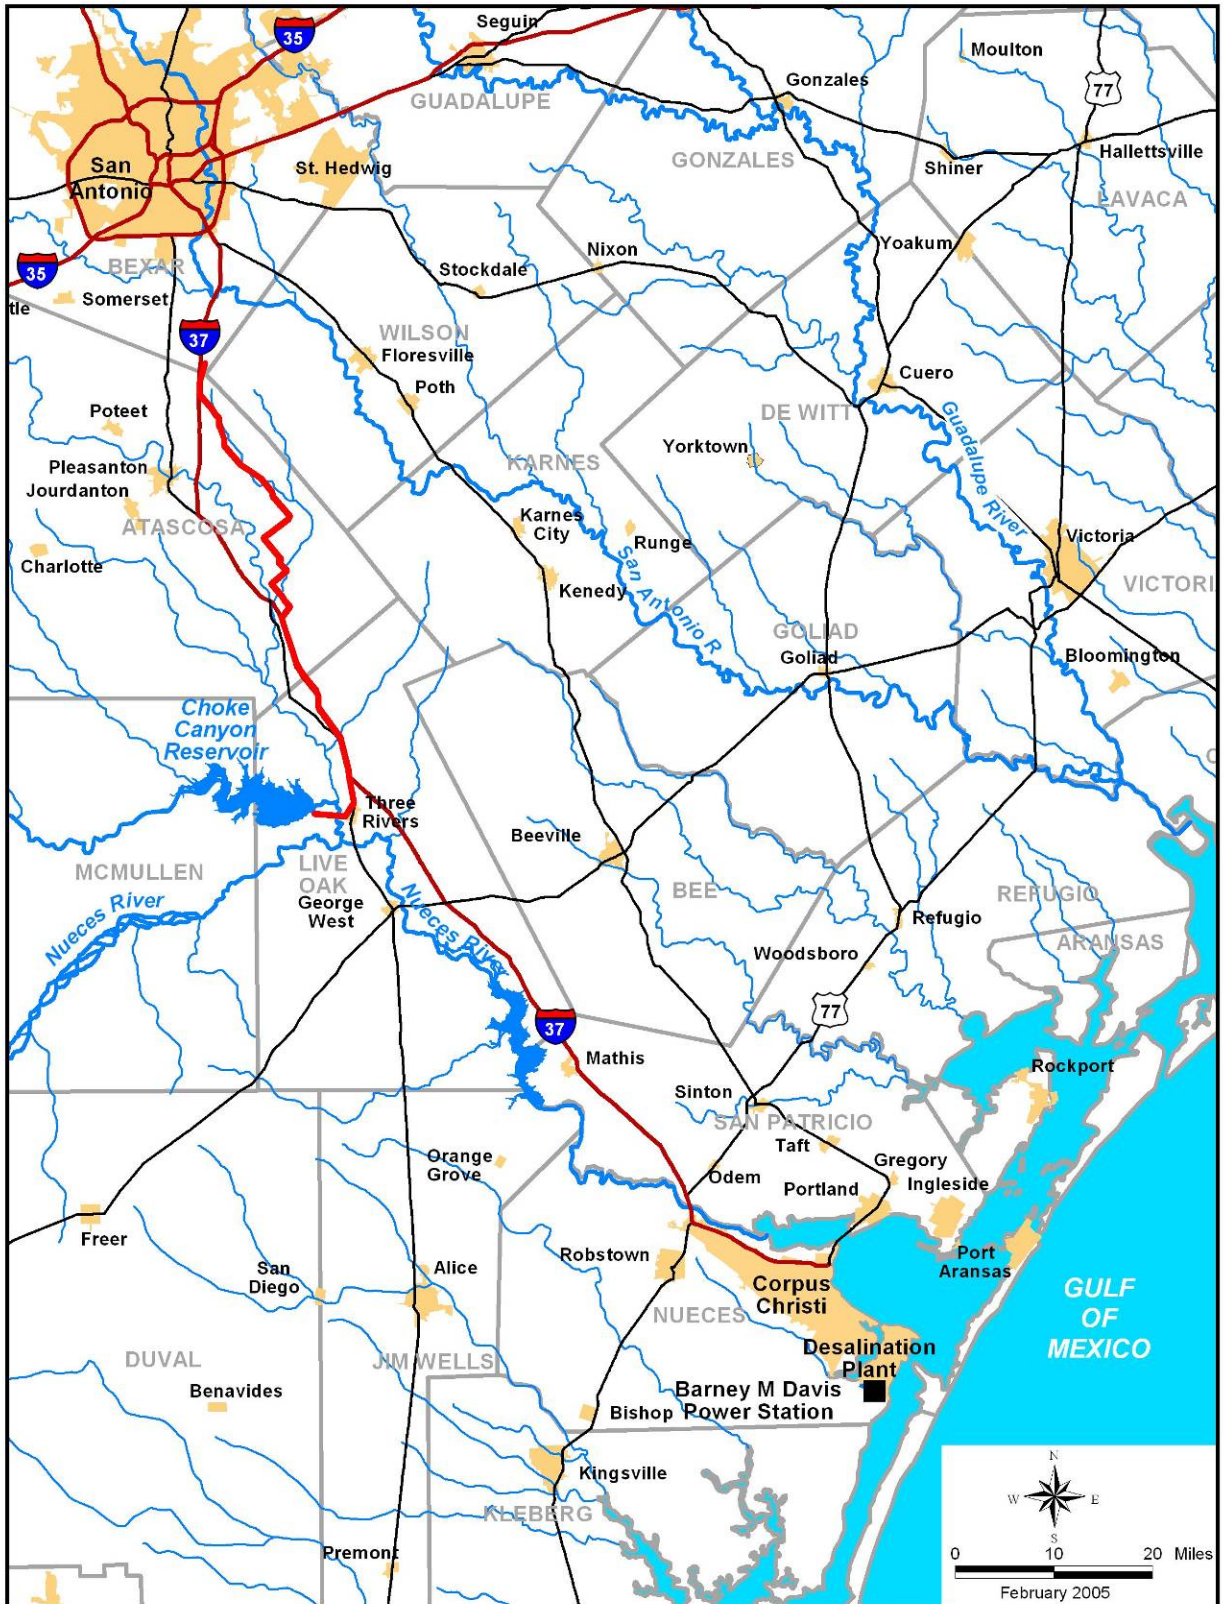 35
Seguin
Moulton
GUADALUPE
Gonzales
77
San
Antonio
St. Hedwig
GONZALES
Shiner
Hallettsville
LAVACA
35
BEXAR
Somerset
tle
Stockdale
Nixon
Yoakum
37
WILSON
Floresville
Poth
Cuero
Poteet
DE WITT
Guadalupe River
Pleasanton
Jourdanton
Yorktown
KARNES
ATASCOSA
Karnes
City
Runge
Victoria
Charlotte
Kenedy
San Antonio R
VICTORI
GOLIAD
Goliad
Bloomington
Choke
Canyon
Reservoir
C
Three
Rivers
Beeville
MCMULLEN
LIVE
OAK
George
West
Nueces River
Nueces River
BEE
REFUGIO
Refugio
ARANSAS
Woodsboro
77
37
Mathis
Rockport
Sinton
SAN PATRICIO
Taft
Orange
Grove
Odem
Gregory
Portland
Ingleside
Freer
Robstown
Port
Aransas
San
Diego
Alice
Corpus
Christi
NUECES
GULF
OF
MEXICO
DUVAL
JIM WELLS
Desalination
Plant
Benavides
Barney M Davis
Power Station
Bishop
Kingsville
KLEBERG
Premont
N
W
E
S
0 10 20 Miles
February 2005